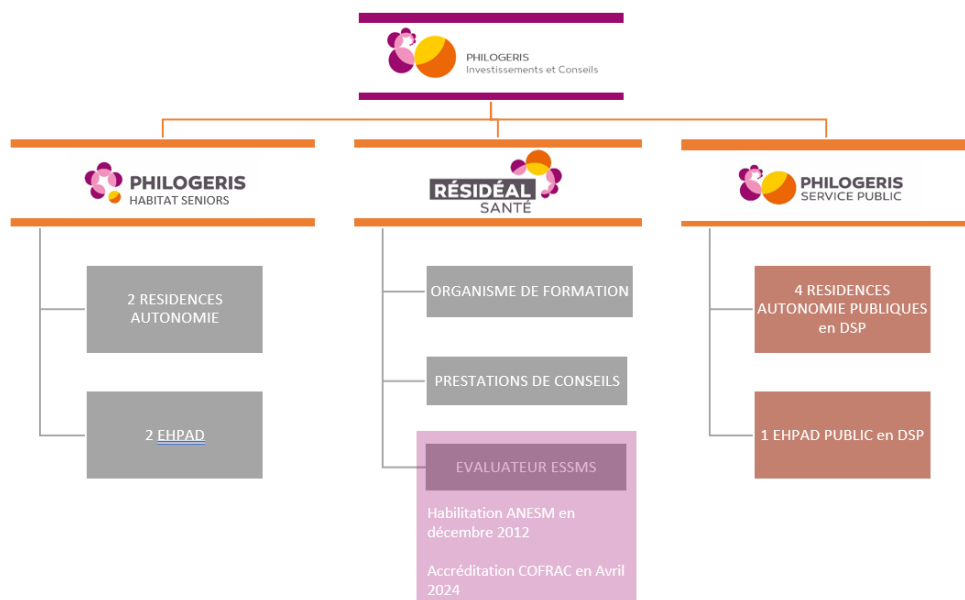 PHILOGERIS
Investissements et Conseils
PHILOGERIS
HABITAT SENIORS
RÉSIDÉAL
SANTÉ
PHILOGERIS
SERVICE PUBLIC
2 RESIDENCES
AUTONOMIE
2 EHPAD
ORGANISME DE FORMATION
PRESTATIONS DE CONSEILS
EVALUATEUR ESSMS
Habilitation ANESM en
décembre 2012
Accréditation COFRAC en Avril
2024
4 RESIDENCES
AUTONOMIE PUBLIQUES
en DSP
1 EHPAD PUBLIC en DSP